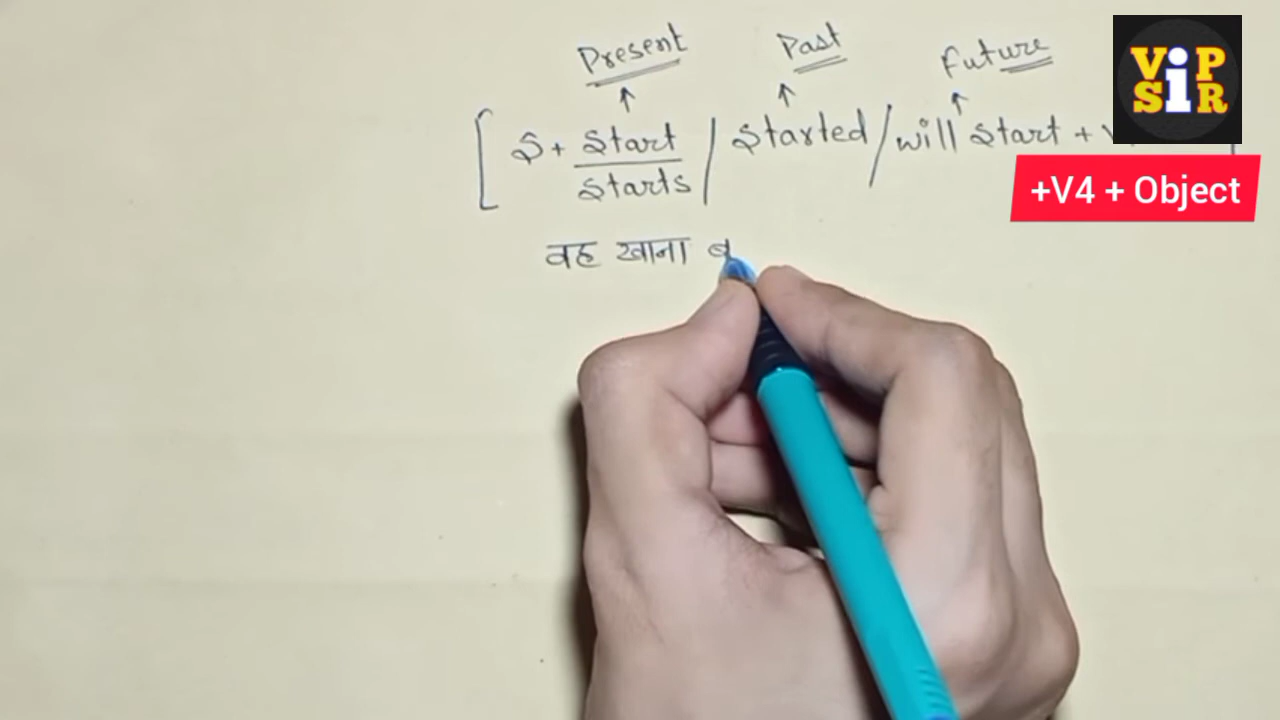 Present Past Future
↑ ↑ ↑
[ S + Start / Started / will start +
Starts
वह खाना ब
ViP
SiR
+V4 + Object